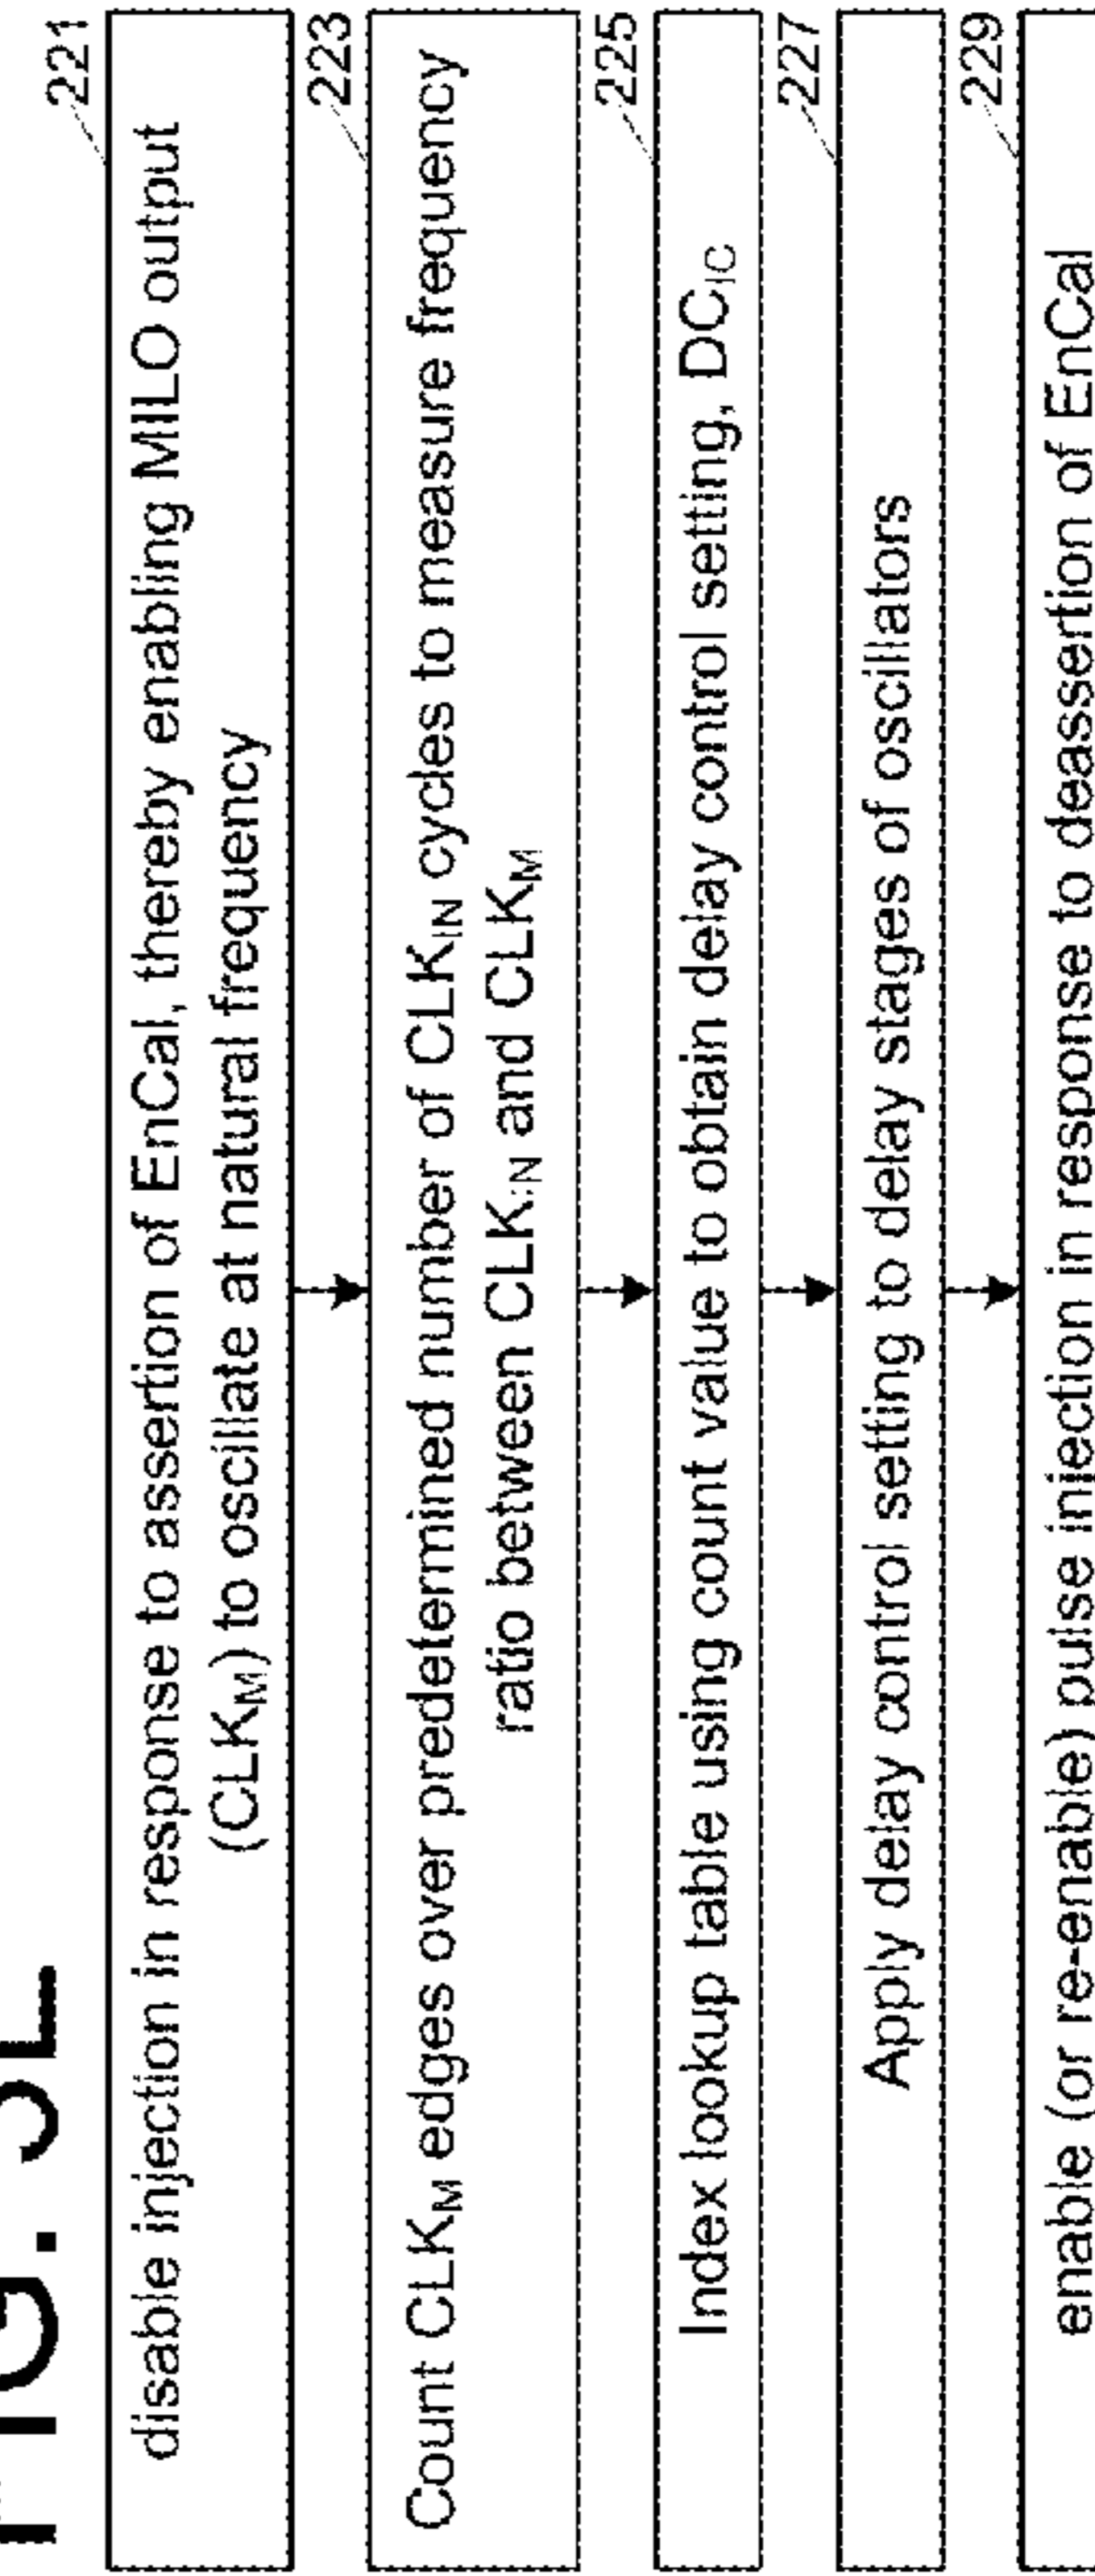 221
disable injection in response to assertion of EnCal, thereby enabling MILO output
(CLKM) to oscillate at natural frequency
223
Count CLKM edges over predetermined number of CLKIN cycles to measure frequency
ratio between CLKIN and CLKM
225
Index lookup table using count value to obtain delay control setting, DCIC
227
Apply delay control setting to delay stages of oscillators
229
enable (or re-enable) pulse injection in response to deassertion of EnCal